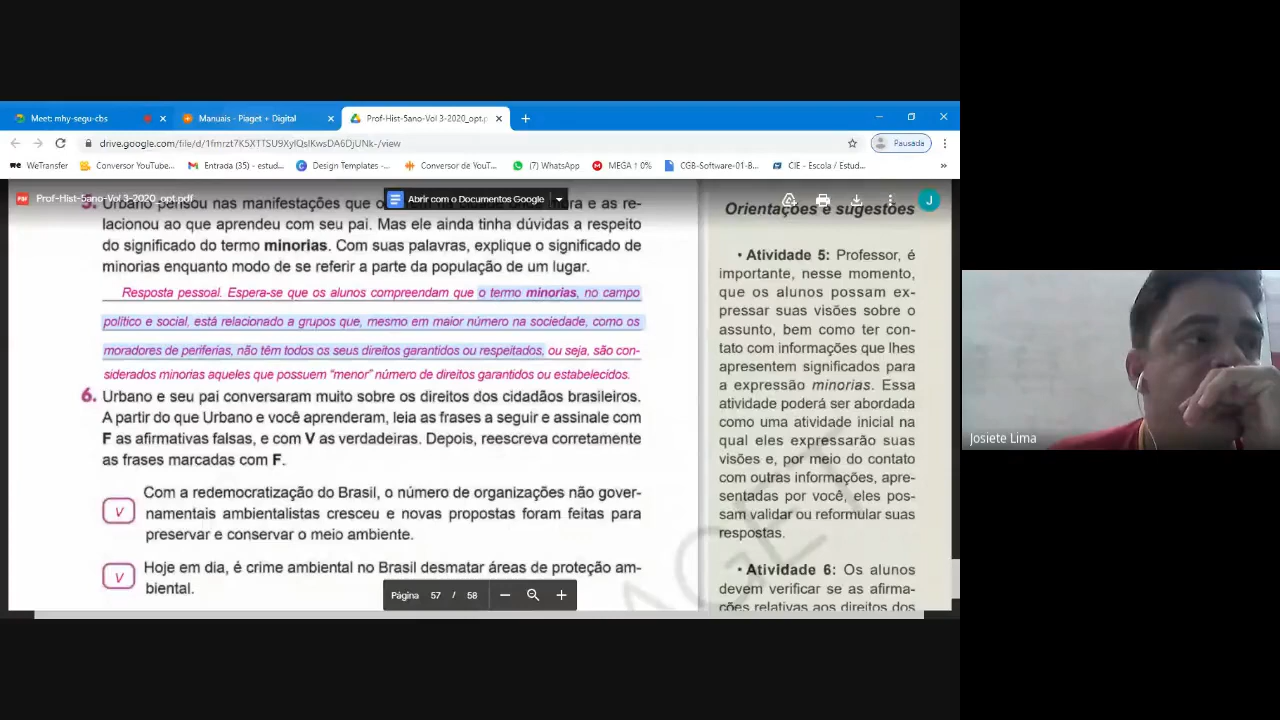 Meet: mhy-segu-cbs
Manuais - Piaget + Digital
Prof-Hist-5ano-Vol 3-2020_opt.p
WeTransfer
Conversor YouTube...
Entrada (35) - estud...
Design Templates -...
Conversor de YouT...
(7) WhatsApp
MEGA ↑ 0%
CGB-Software-01-B...
CIE - Escola / Estud...
»
Pausada
Prof-Hist-5ano-Vol 3-2020_opt.pdf
Abrir com o Documentos Google
J
5. Urbano pensou nas manifestações que e as re-
lacionou ao que aprendeu com seu pai. Mas ele ainda tinha dúvidas a respeito
do significado do termo minorias. Com suas palavras, explique o significado de
minorias enquanto modo de se referir a parte da população de um lugar.
Resposta pessoal. Espera-se que os alunos compreendam que o termo minorias, no campo
político e social, está relacionado a grupos que, mesmo em maior número na sociedade, como os
moradores de periferias, não têm todos os seus direitos garantidos ou respeitados, ou seja, são con-
siderados minorias aqueles que possuem "menor" número de direitos garantidos ou estabelecidos.
6. Urbano e seu pai conversaram muito sobre os direitos dos cidadãos brasileiros.
A partir do que Urbano e você aprenderam, leia as frases a seguir e assinale com
F as afirmativas falsas, e com V as verdadeiras. Depois, reescreva corretamente
as frases marcadas com F.
V
Com a redemocratização do Brasil, o número de organizações não gover-
namentais ambientalistas cresceu e novas propostas foram feitas para
preservar e conservar o meio ambiente.
V
Hoje em dia, é crime ambiental no Brasil desmatar áreas de proteção am-
biental.
Página 57 / 58
Orientações e sugestões
• Atividade 5: Professor, é
importante, nesse momento,
que os alunos possam ex-
pressar suas visões sobre o
assunto, bem como ter con-
tato com informações que lhes
apresentem significados para
a expressão minorias. Essa
atividade poderá ser abordada
como uma atividade inicial na
qual eles expressarão suas
visões e, por meio do contato
com outras informações, apre-
sentadas por você, eles pos-
sam validar ou reformular suas
respostas.
• Atividade 6: Os alunos
devem verificar se as afirma-
ções relativas aos direitos dos
Josiete Lima